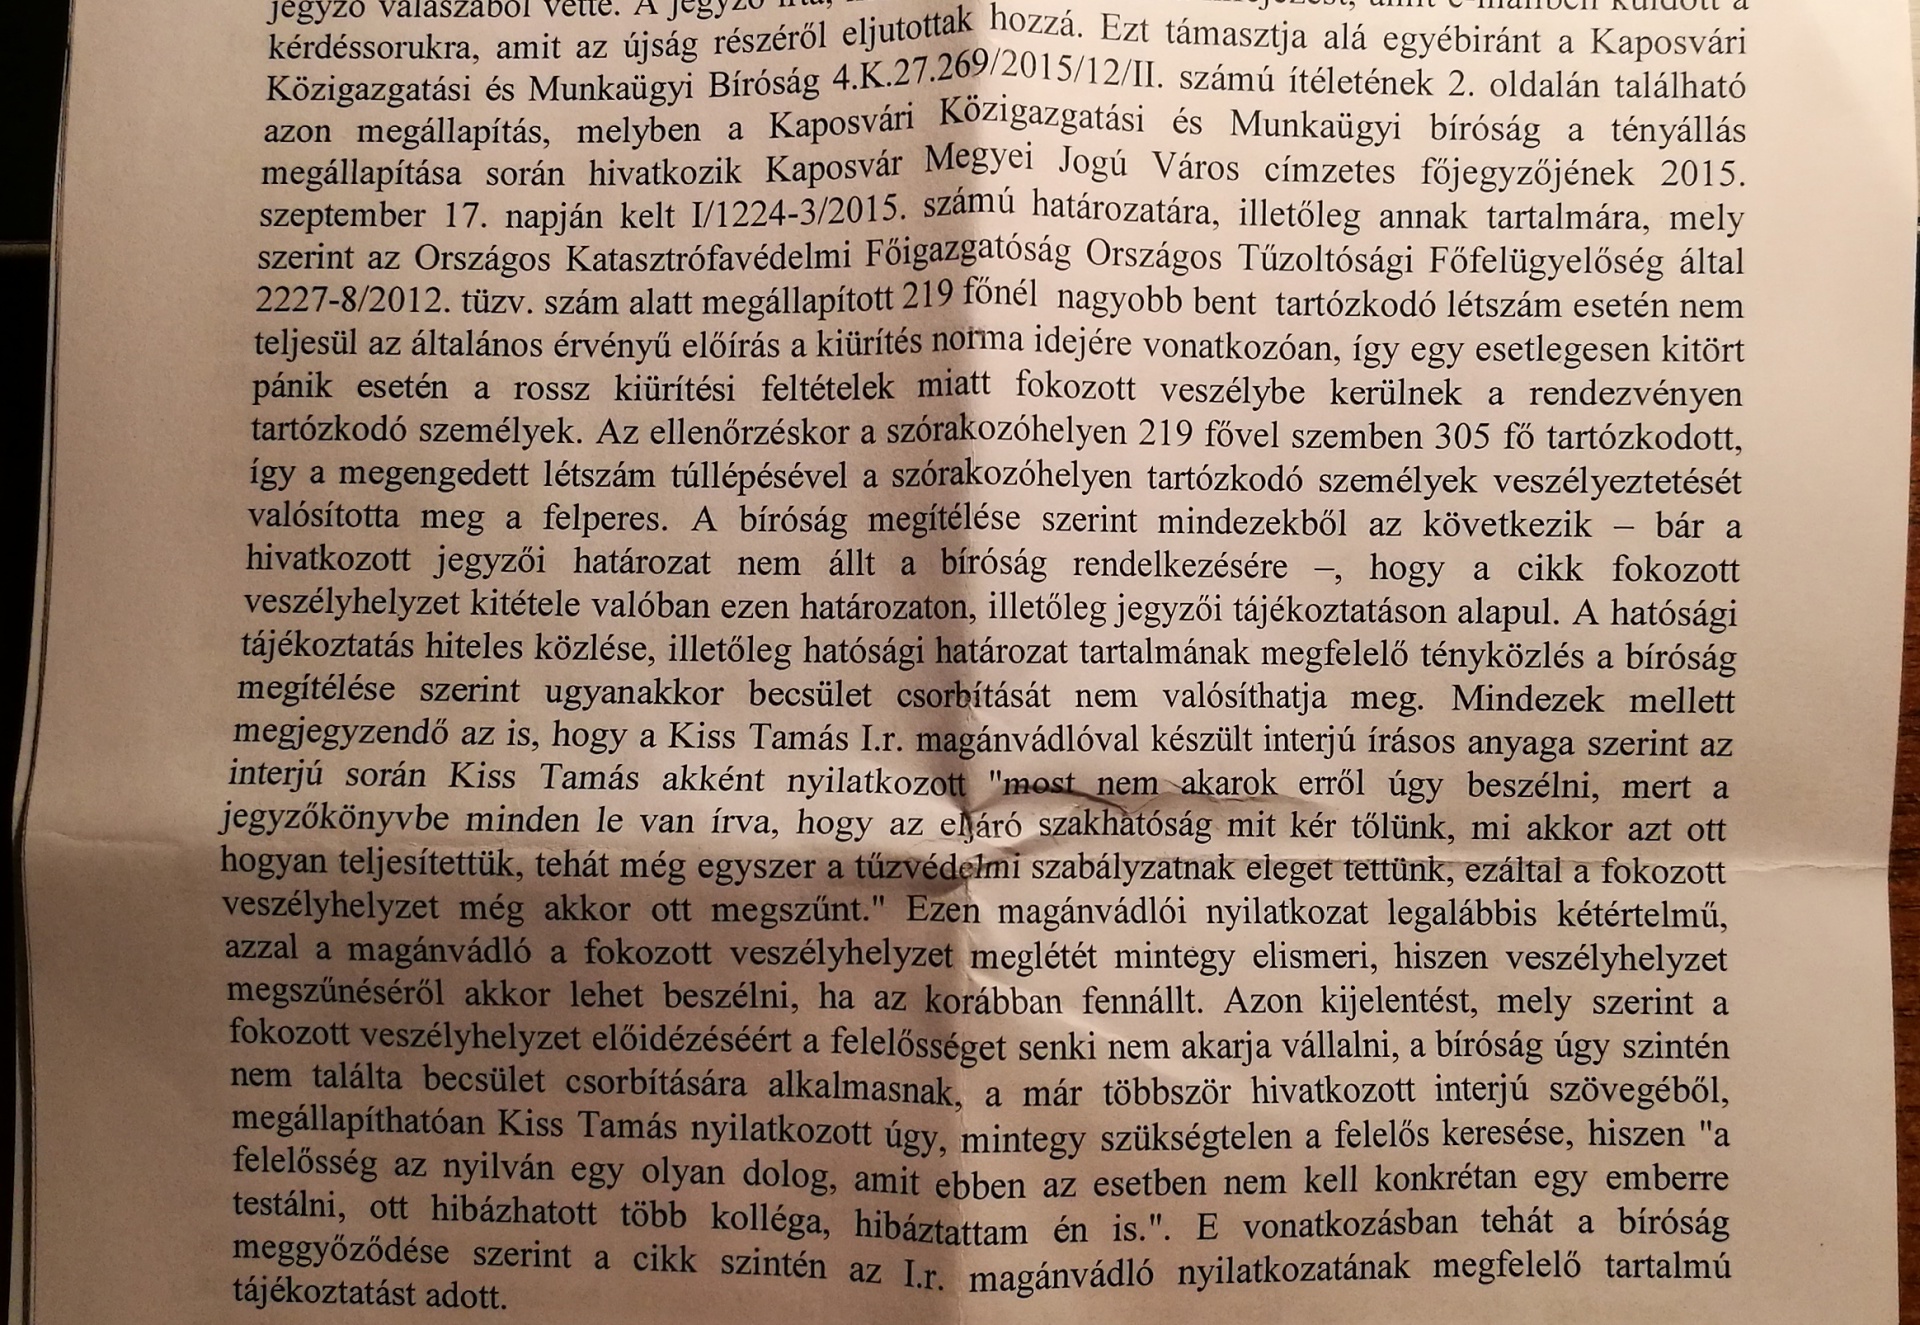 jegyző válaszából vette. A jegyző
kérdéssorukra, amit az újság részéről eljutottak hozzá. Ezt támasztja alá egyébiránt a Kaposvári
Közigazgatási és Munkaügyi Bíróság 4.K.27.269/2015/12/II. számú ítéletének 2. oldalán található
azon megállapítás, melyben a Kaposvári Közigazgatási és Munkaügyi bíróság a tényállás
megállapítása során hivatkozik Kaposvár Megyei Jogú Város címzetes főjegyzőjének 2015.
szeptember 17. napján kelt I/1224-3/2015. számú határozatára, illetőleg annak tartalmára, mely
szerint az Országos Katasztrófavédelmi Főigazgatóság Országos Tűzoltósági Főfelügyelőség által
2227-8/2012. tüzv. szám alatt megállapított 219 főnél nagyobb bent tartózkodó létszám esetén nem
teljesül az általános érvényű előírás a kiürítés norma idejére vonatkozóan, így egy esetlegesen kitört
pánik esetén a rossz kiürítési feltételek miatt fokozott veszélybe kerülnek a rendezvényen
tartózkodó személyek. Az ellenőrzéskor a szórakozóhelyen 219 fővel szemben 305 fő tartózkodott,
így a megengedett létszám túllépésével a szórakozóhelyen tartózkodó személyek veszélyeztetését
valósította meg a felperes. A bíróság megítélése szerint mindezekből az következik – bár a
hivatkozott jegyzői határozat nem állt a bíróság rendelkezésére –, hogy a cikk fokozott
veszélyhelyzet kitétele valóban ezen határozaton, illetőleg jegyzői tájékoztatáson alapul. A hatósági
tájékoztatás hiteles közlése, illetőleg hatósági határozat tartalmának megfelelő tényközlés a bíróság
megítélése szerint ugyanakkor becsület csorbítását nem valósíthatja meg. Mindezek mellett
megjegyzendő az is, hogy a Kiss Tamás I.r. magánvádlóval készült interjú írásos anyaga szerint az
interjú során Kiss Tamás akként nyilatkozott "most nem akarok erről úgy beszélni, mert a
jegyzőkönyvbe minden le van írva, hogy az eljáró szakhatóság mit kér tőlünk, mi akkor azt ott
hogyan teljesítettük, tehát még egyszer a tűzvédelmi szabályzatnak eleget tettünk, ezáltal a fokozott
veszélyhelyzet még akkor ott megszűnt." Ezen magánvádlói nyilatkozat legalábbis kétértelmű,
azzal a magánvádló a fokozott veszélyhelyzet meglétét mintegy elismeri, hiszen veszélyhelyzet
megszűnéséről akkor lehet beszélni, ha az korábban fennállt. Azon kijelentést, mely szerint a
fokozott veszélyhelyzet előidézéséért a felelősséget senki nem akarja vállalni, a bíróság úgy szintén
nem találta becsület csorbítására alkalmasnak, a már többször hivatkozott interjú szövegéből,
megállapíthatóan Kiss Tamás nyilatkozott úgy, mintegy szükségtelen a felelős keresése, hiszen "a
felelősség az nyilván egy olyan dolog, amit ebben az esetben nem kell konkrétan egy emberre
testálni, ott hibázhatott több kolléga, hibáztattam én is.". E vonatkozásban tehát a bíróság
meggyőződése szerint a cikk szintén az I.r. magánvádló nyilatkozatának megfelelő tartalmú
tájékoztatást adott.